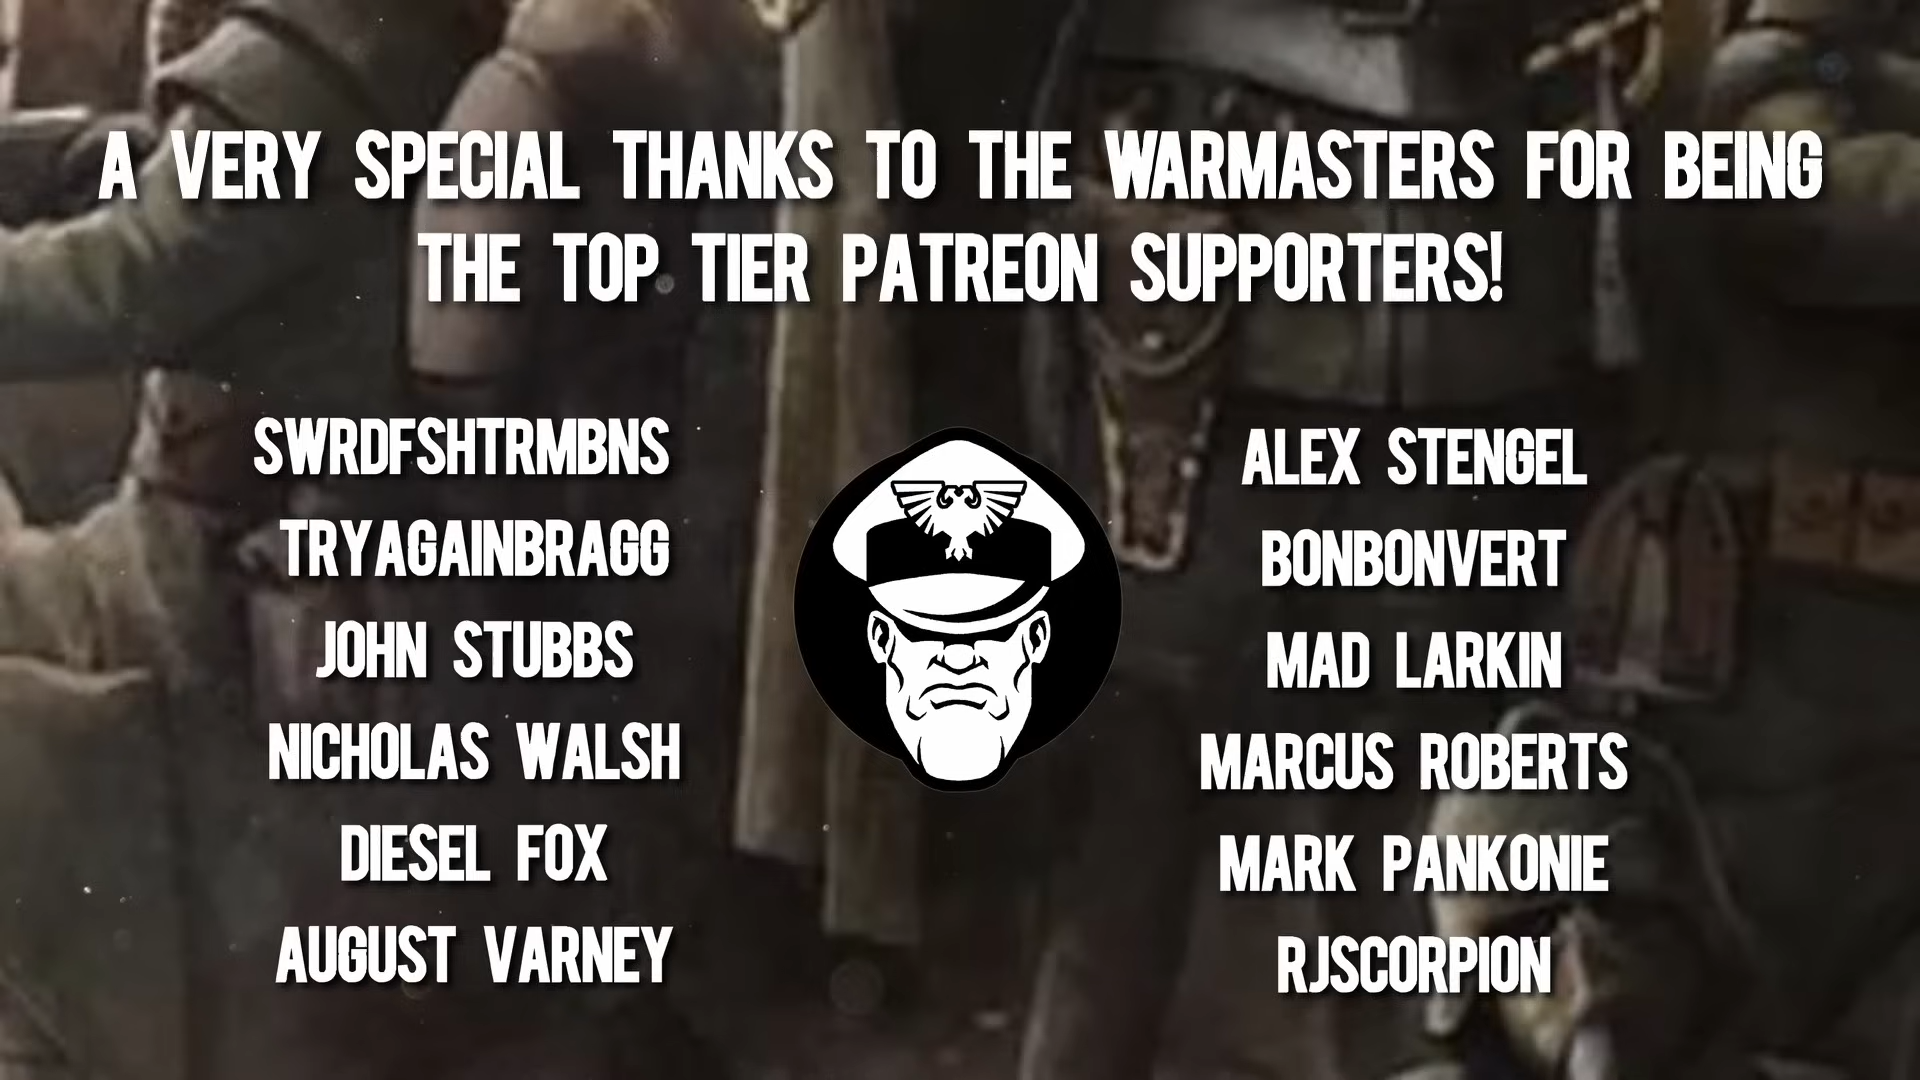 A VERY SPECIAL THANKS TO THE WARMASTERS FOR BEING
THE TOP TIER PATREON SUPPORTERS!
SWRDFSHTRMBNS
TRYAGAINBRAGG
JOHN STUBBS
NICHOLAS WALSH
DIESEL FOX
AUGUST VARNEY
ALEX STENGEL
BONBONVERT
MAD LARKIN
MARCUS ROBERTS
MARK PANKONIE
RJSCORPION